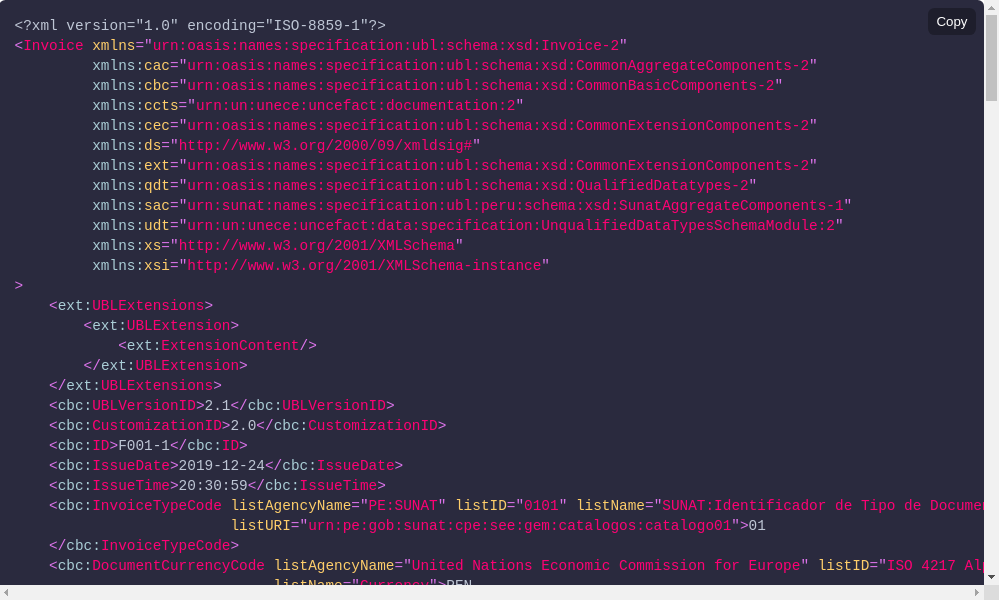 Copy
<?xml version="1.0" encoding="ISO-8859-1"?>
<Invoice xmlns="urn:oasis:names:specification:ubl:schema:xsd:Invoice-2"
         xmlns:cac="urn:oasis:names:specification:ubl:schema:xsd:CommonAggregateComponents-2"
         xmlns:cbc="urn:oasis:names:specification:ubl:schema:xsd:CommonBasicComponents-2"
         xmlns:ccts="urn:un:unece:uncefact:documentation:2"
         xmlns:cec="urn:oasis:names:specification:ubl:schema:xsd:CommonExtensionComponents-2"
         xmlns:ds="http://www.w3.org/2000/09/xmldsig#"
         xmlns:ext="urn:oasis:names:specification:ubl:schema:xsd:CommonExtensionComponents-2"
         xmlns:qdt="urn:oasis:names:specification:ubl:schema:xsd:QualifiedDatatypes-2"
         xmlns:sac="urn:sunat:names:specification:ubl:peru:schema:xsd:SunatAggregateComponents-1"
         xmlns:udt="urn:un:unece:uncefact:data:specification:UnqualifiedDataTypesSchemaModule:2"
         xmlns:xs="http://www.w3.org/2001/XMLSchema"
         xmlns:xsi="http://www.w3.org/2001/XMLSchema-instance"
>
    <ext:UBLExtensions>
        <ext:UBLExtension>
            <ext:ExtensionContent/>
        </ext:UBLExtension>
    </ext:UBLExtensions>
    <cbc:UBLVersionID>2.1</cbc:UBLVersionID>
    <cbc:CustomizationID>2.0</cbc:CustomizationID>
    <cbc:ID>F001-1</cbc:ID>
    <cbc:IssueDate>2019-12-24</cbc:IssueDate>
    <cbc:IssueTime>20:30:59</cbc:IssueTime>
    <cbc:InvoiceTypeCode listAgencyName="PE:SUNAT" listID="0101" listName="SUNAT:Identificador de Tipo de Docume
                         listURI="urn:pe:gob:sunat:cpe:see:gem:catalogos:catalogo01">01
    </cbc:InvoiceTypeCode>
    <cbc:DocumentCurrencyCode listAgencyName="United Nations Economic Commission for Europe" listID="ISO 4217 Al
                              listName="Currency">PEN